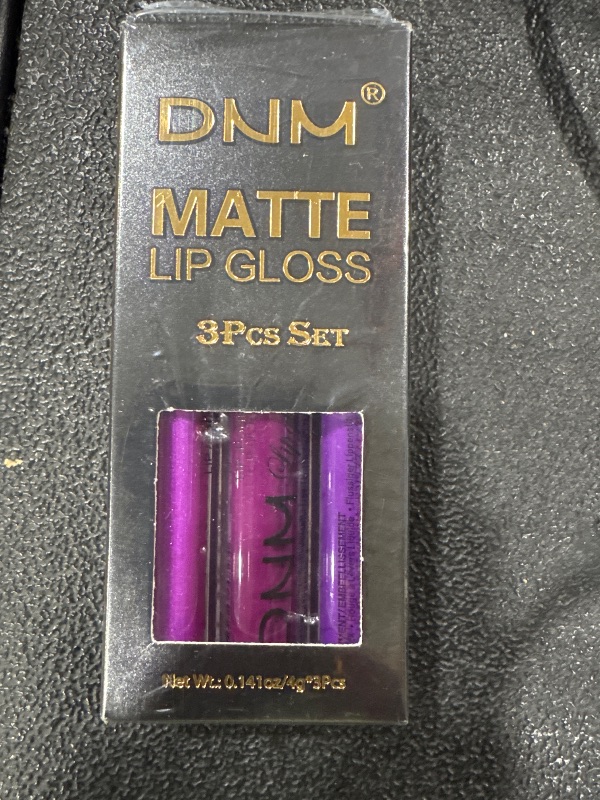 DNM®
MATTE
LIP GLOSS
3Pcs SET
Net Wt.: 0.141oz/4g*3Pcs